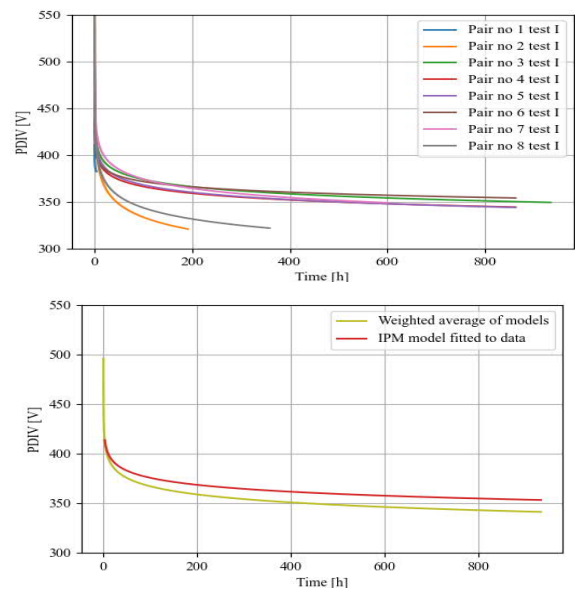 550
500
450
400
350
300
PDIV [V]
Pair no 1 test I
Pair no 2 test I
Pair no 3 test I
Pair no 4 test I
Pair no 5 test I
Pair no 6 test I
Pair no 7 test I
Pair no 8 test I
0 200 400 600 800
Time [h]
550
500
450
400
350
300
PDIV [V]
Weighted average of models
IPM model fitted to data
0 200 400 600 800
Time [h]